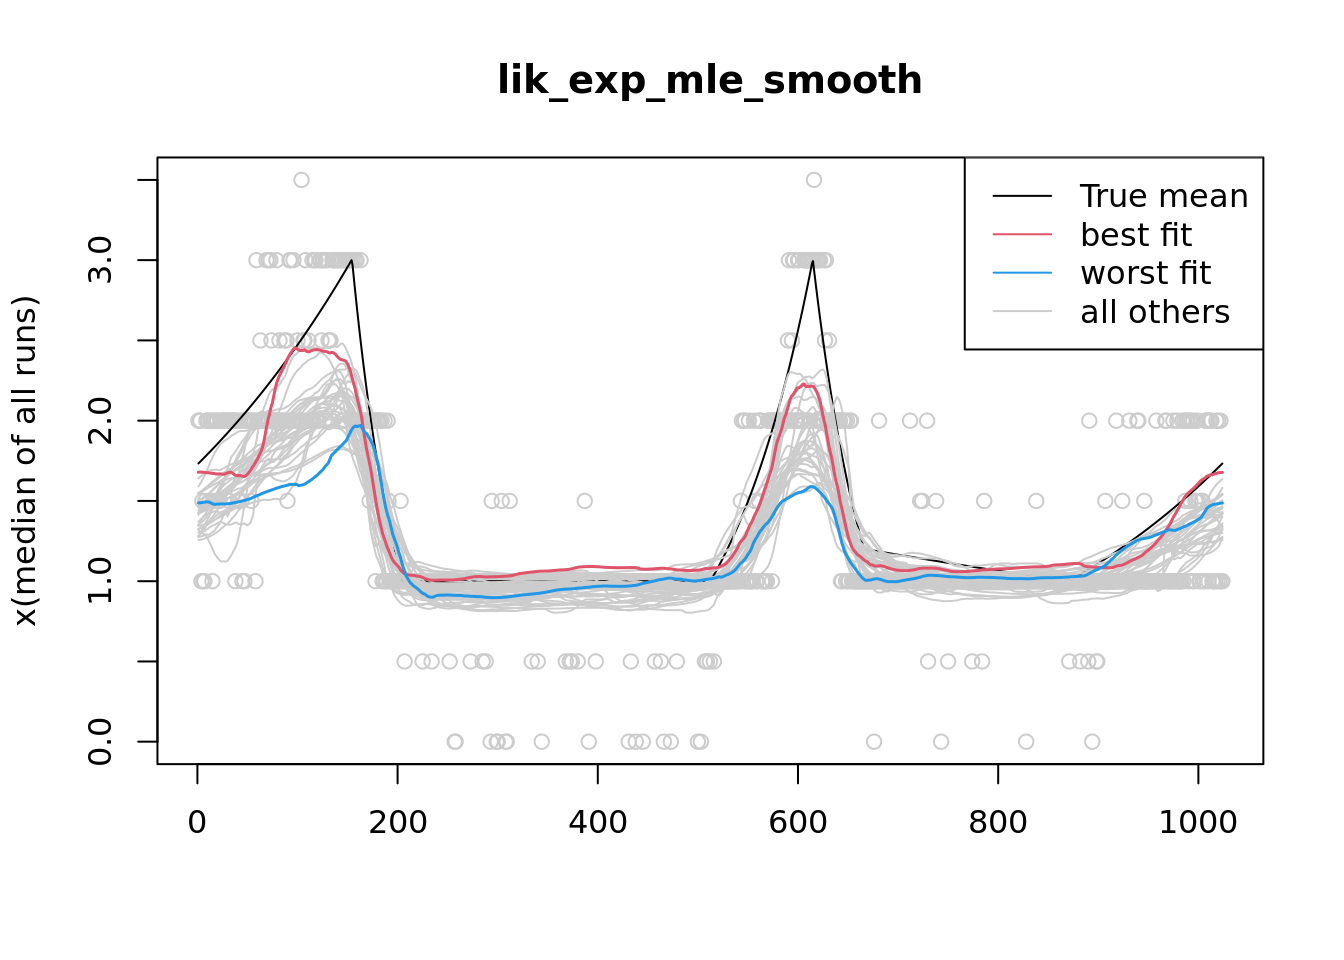 lik_exp_mle_smooth
True mean
best fit
worst fit
all others
x(median of all runs)
3.0
2.0
1.0
0.0
0 200 400 600 800 1000